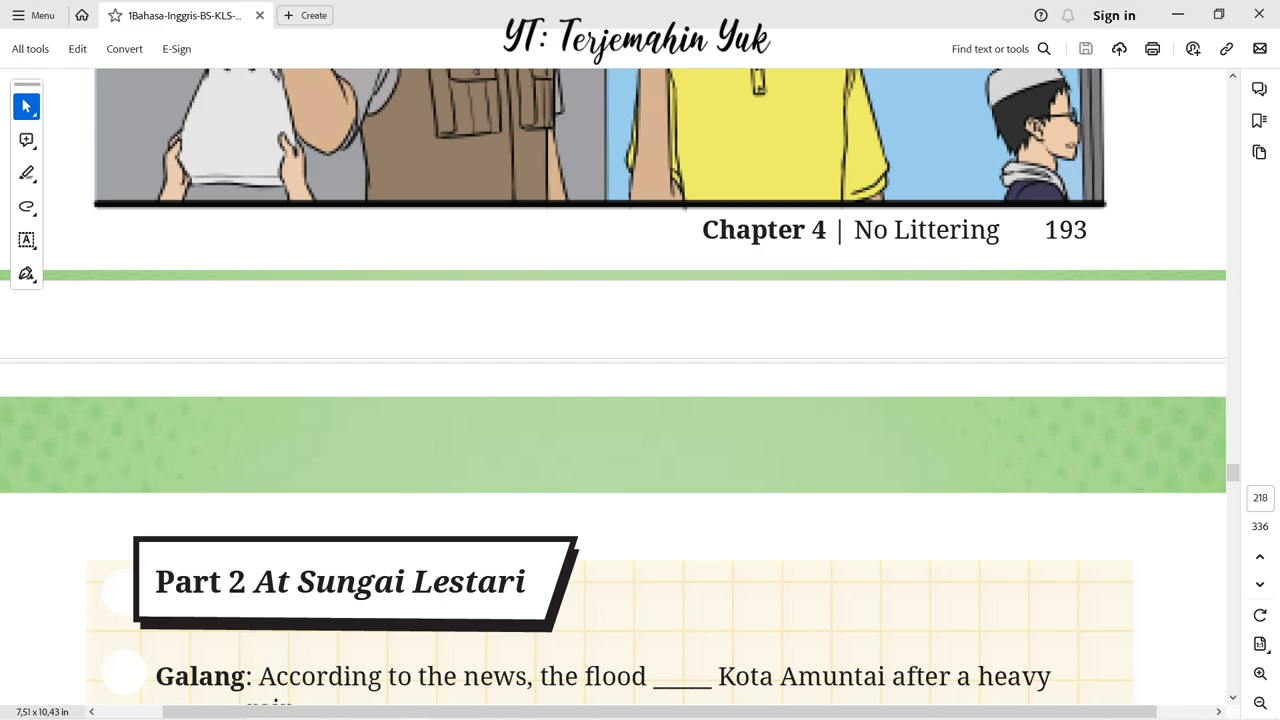 Menu
1Bahasa-Inggris-BS-KLS-...
Create
YT: Terjemahin Yuk
Sign in
All tools
Edit
Convert
E-Sign
Find text or tools
Chapter 4 | No Littering 193
218
336
Part 2 At Sungai Lestari
Galang: According to the news, the flood _____ Kota Amuntai after a heavy
7,51 x 10,43 in